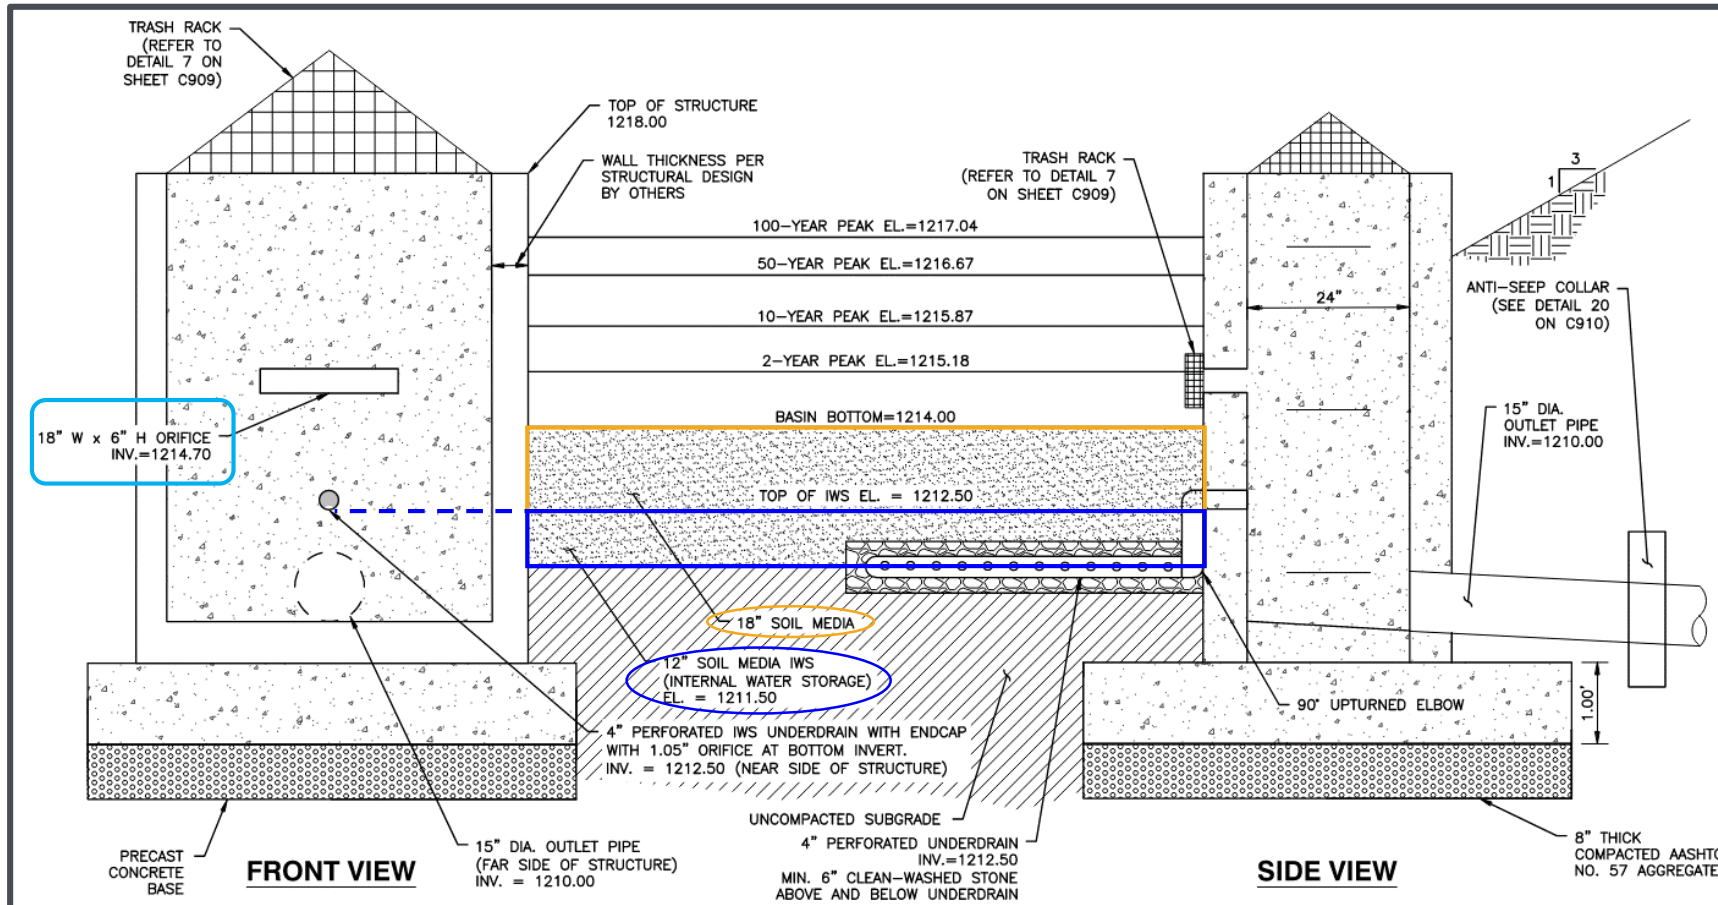 TRASH RACK
(REFER TO
DETAIL 7 ON
SHEET C909)
TOP OF STRUCTURE
1218.00
WALL THICKNESS PER
STRUCTURAL DESIGN
BY OTHERS
TRASH RACK
(REFER TO DETAIL 7
ON SHEET C909)
3
1
100-YEAR PEAK EL.=1217.04
50-YEAR PEAK EL.=1216.67
10-YEAR PEAK EL.=1215.87
2-YEAR PEAK EL.=1215.18
24"
ANTI-SEEP COLLAR
(SEE DETAIL 20
ON C910)
BASIN BOTTOM=1214.00
18" W x 6" H ORIFICE
INV.=1214.70
15" DIA.
OUTLET PIPE
INV.=1210.00
TOP OF IWS EL. = 1212.50
18" SOIL MEDIA
12" SOIL MEDIA IWS
(INTERNAL WATER STORAGE)
EL. = 1211.50
90° UPTURNED ELBOW
1.00'
4" PERFORATED IWS UNDERDRAIN WITH ENDCAP
WITH 1.05" ORIFICE AT BOTTOM INVERT.
INV. = 1212.50 (NEAR SIDE OF STRUCTURE)
UNCOMPACTED SUBGRADE
4" PERFORATED UNDERDRAIN
INV.=1212.50
MIN. 6" CLEAN-WASHED STONE
ABOVE AND BELOW UNDERDRAIN
PRECAST
CONCRETE
BASE
FRONT VIEW
15" DIA. OUTLET PIPE
(FAR SIDE OF STRUCTURE)
INV. = 1210.00
SIDE VIEW
8" THICK
COMPACTED AASHTO
NO. 57 AGGREGATE